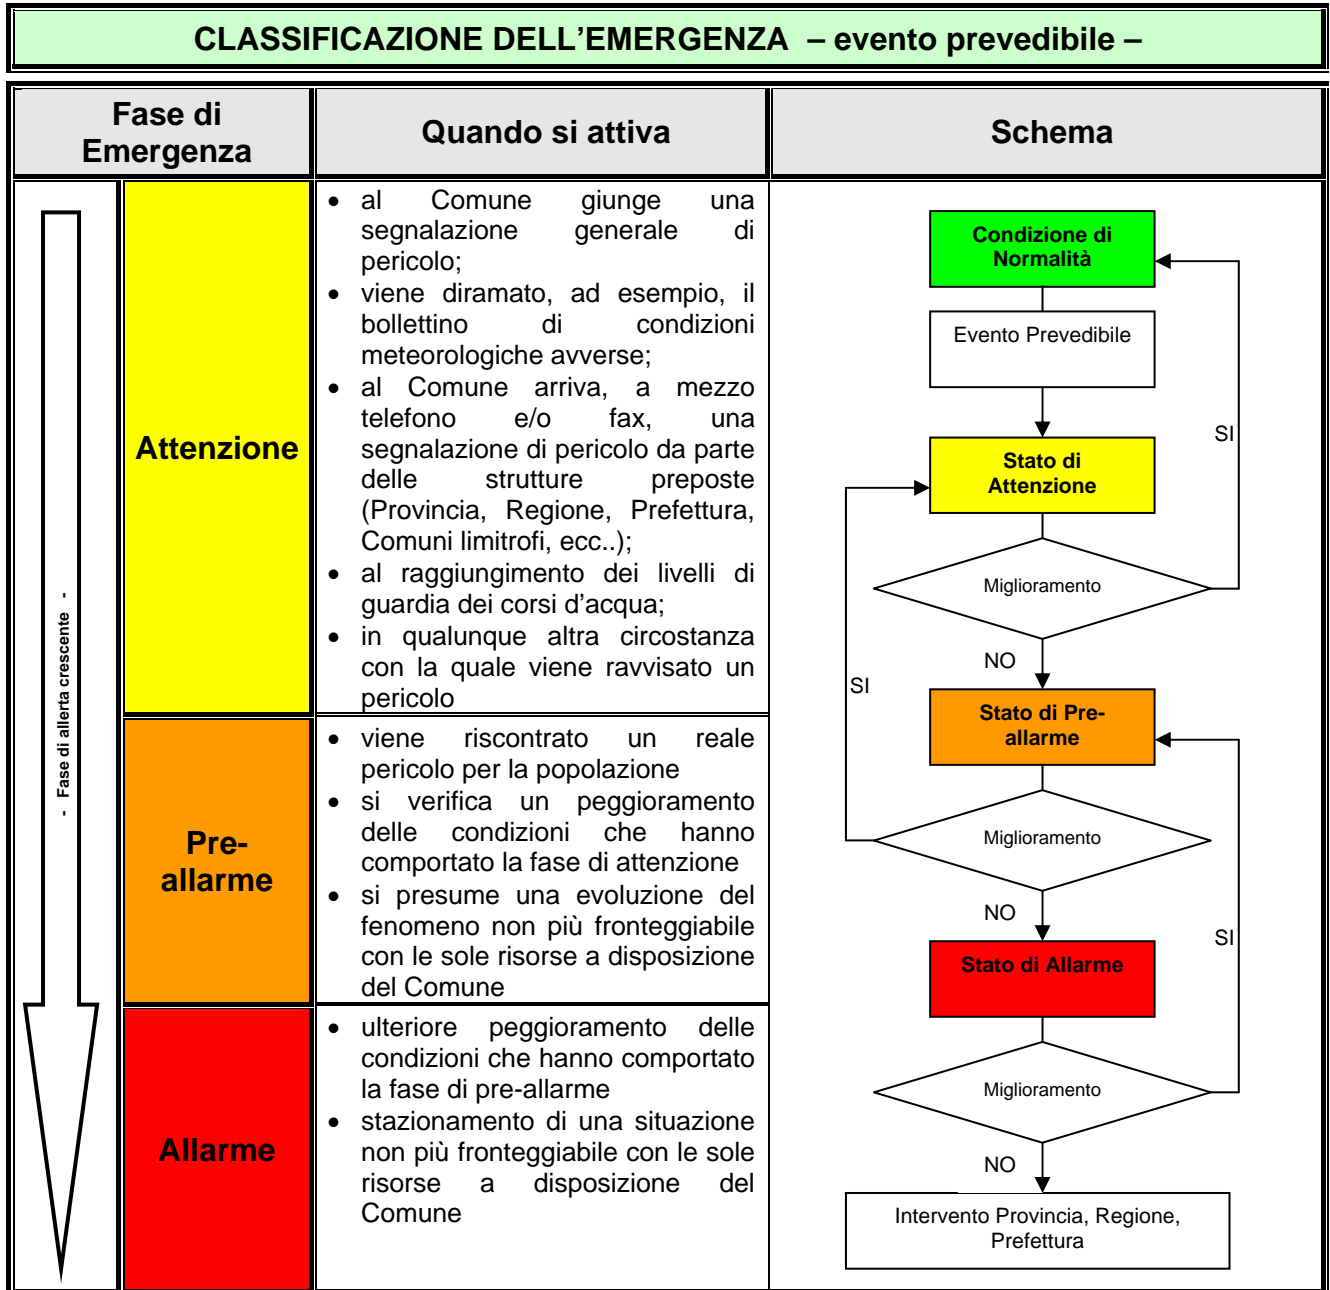 CLASSIFICAZIONE DELL'EMERGENZA – evento prevedibile –
Fase di
Emergenza
Quando si attiva
Schema
- Fase di allerta crescente -
Attenzione
• al Comune giunge una
segnalazione generale di
pericolo;
• viene diramato, ad esempio, il
bollettino di condizioni
meteorologiche avverse;
• al Comune arriva, a mezzo
telefono e/o fax, una
segnalazione di pericolo da parte
delle strutture preposte
(Provincia, Regione, Prefettura,
Comuni limitrofi, ecc..);
• al raggiungimento dei livelli di
guardia dei corsi d'acqua;
• in qualunque altra circostanza
con la quale viene ravvisato un
pericolo
Pre-
allarme
• viene riscontrato un reale
pericolo per la popolazione
• si verifica un peggioramento
delle condizioni che hanno
comportato la fase di attenzione
• si presume una evoluzione del
fenomeno non più fronteggiabile
con le sole risorse a disposizione
del Comune
Allarme
• ulteriore peggioramento delle
condizioni che hanno comportato
la fase di pre-allarme
• stazionamento di una situazione
non più fronteggiabile con le sole
risorse a disposizione del
Comune
Condizione di
Normalità
Evento Prevedibile
SI
Stato di
Attenzione
Miglioramento
NO
SI
Stato di Pre-
allarme
Miglioramento
NO
SI
Stato di Allarme
Miglioramento
NO
Intervento Provincia, Regione,
Prefettura